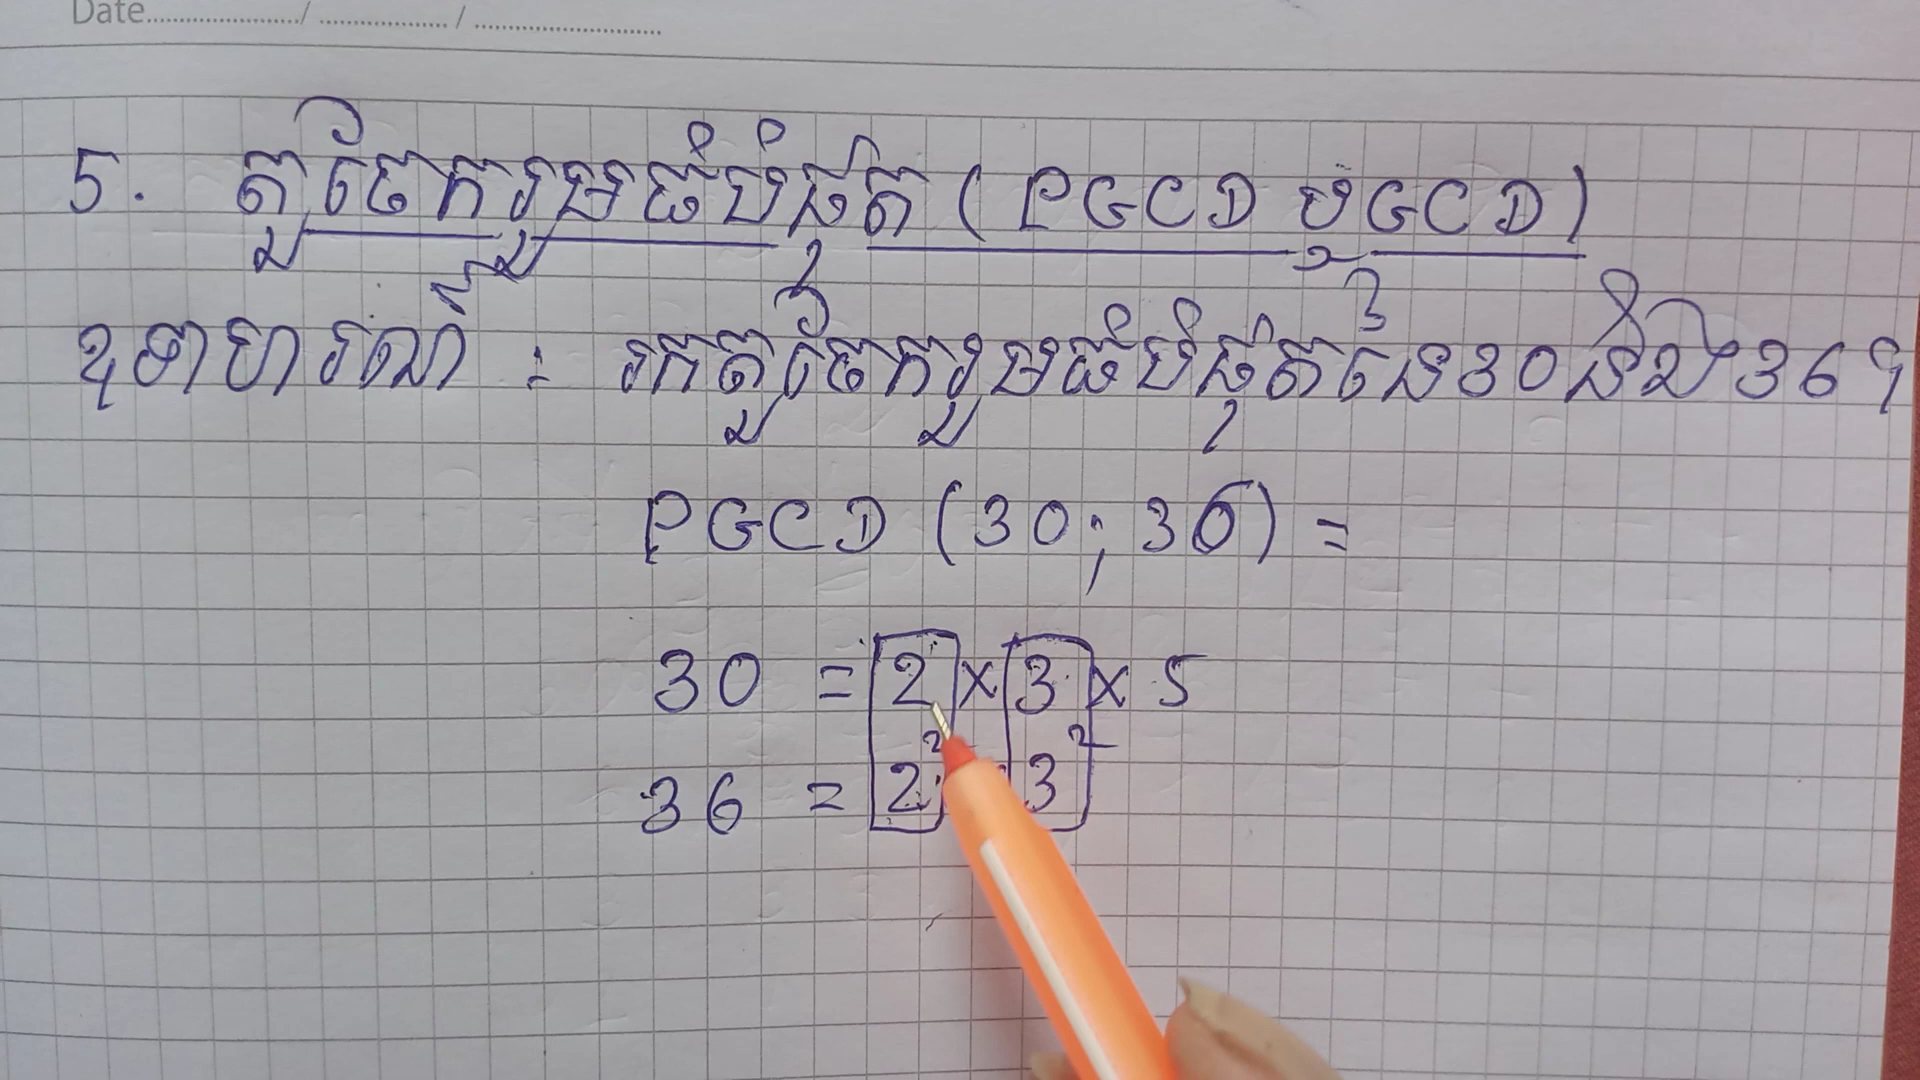 Date............/............/............
5. តួចែករួមធំបំផុត (PGCD ឬ GCD)
ឧទាហរណ៍ : រកតួចែករួមធំបំផុតនៃ 30 និង 36 ។
PGCD (30; 36) =
30 = 2 × 3 × 5
36 = 2² 3²